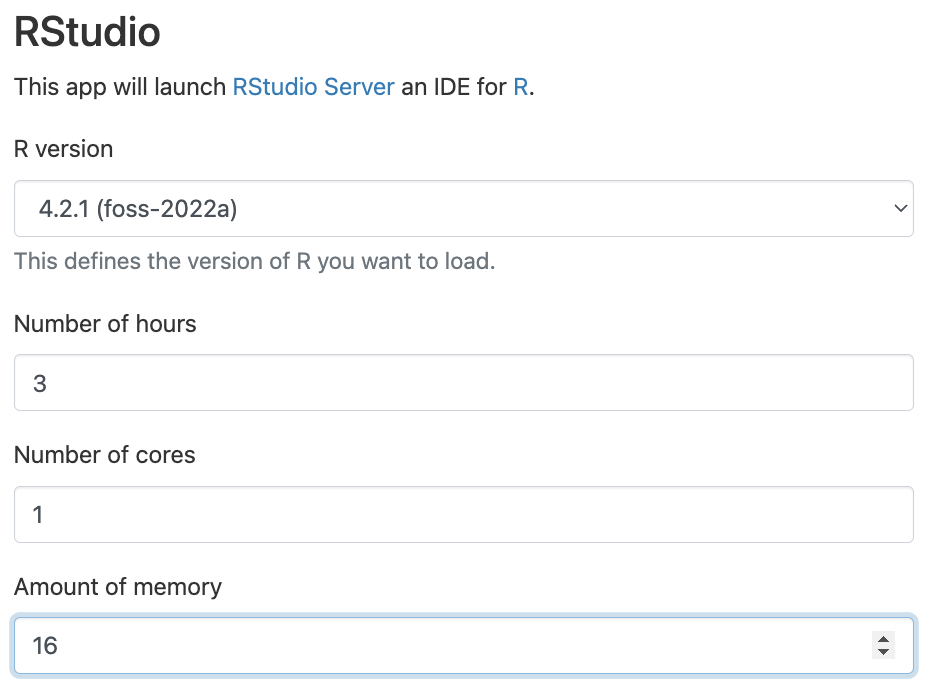 RStudio
This app will launch RStudio Server an IDE for R.
R version
4.2.1 (foss-2022a)
This defines the version of R you want to load.
Number of hours
3
Number of cores
1
Amount of memory
16